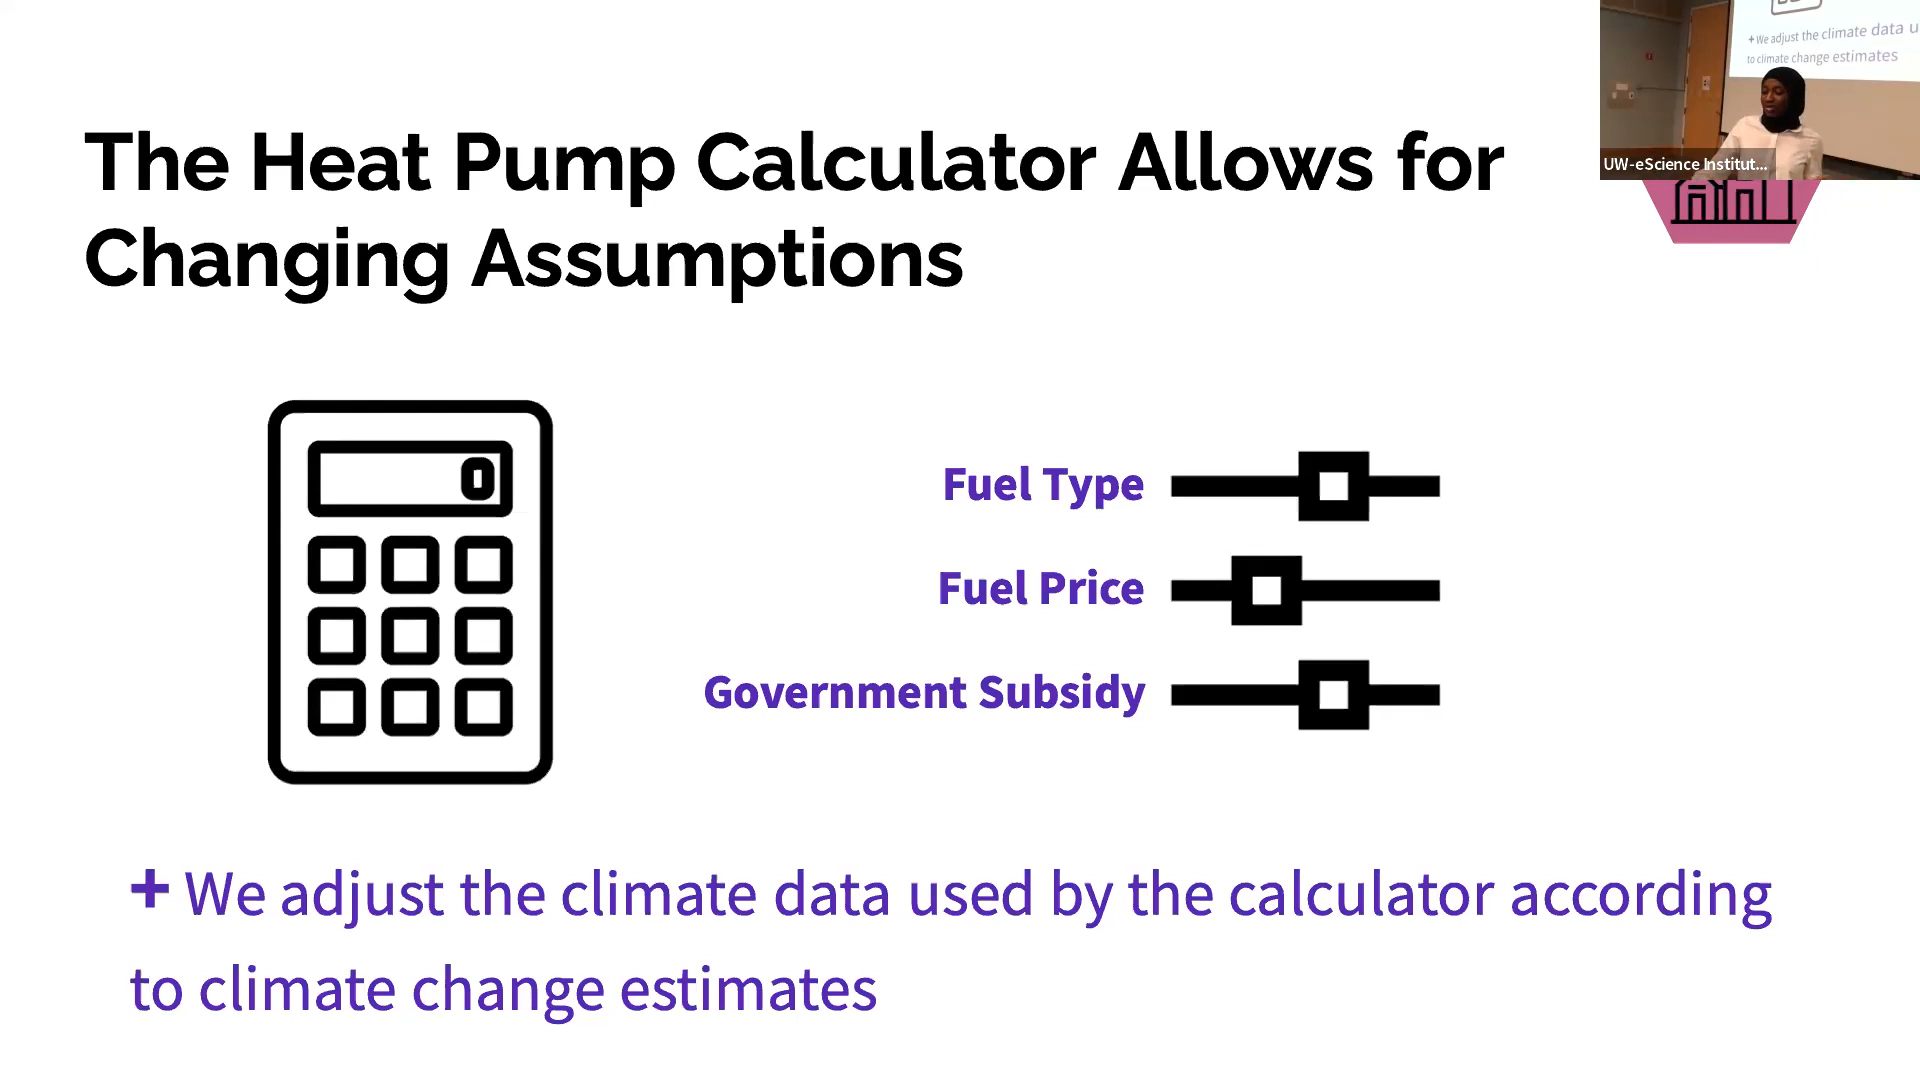 The Heat Pump Calculator Allows for
Changing Assumptions
+ We adjust the climate data u
to climate change estimates
UW-eScience Institut...
0
Fuel Type
Fuel Price
Government Subsidy
+ We adjust the climate data used by the calculator according
to climate change estimates